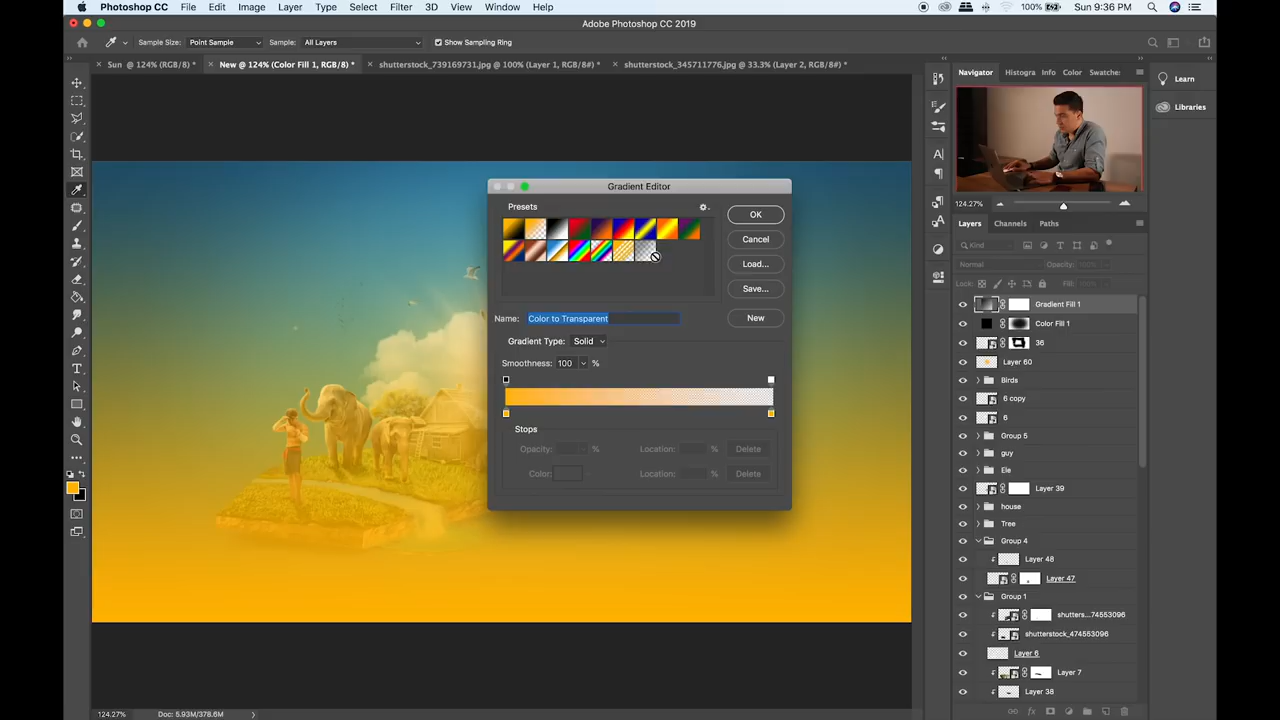 Photoshop CC File Edit Image Layer Type Select Filter 3D View Window Help 100% Sun 9:36 PM
Adobe Photoshop CC 2019
Sample Size: Point Sample Sample: All Layers Show Sampling Ring
Sun @ 124% (RGB/8) * New @ 124% (Color Fill 1, RGB/8) * shutterstock_739169731.jpg @ 100% (Layer 1, RGB/8#) * shutterstock_345711776.jpg @ 33.3% (Layer 2, RGB/8#) *
Navigator Histogra Info Color Swatche: Learn
Libraries
Gradient Editor
Presets
OK
Cancel
Load...
Save...
Name: Color to Transparent New
Gradient Type: Solid
Smoothness: 100 %
Stops
Opacity: % Location: % Delete
Color: Location: % Delete
124.27%
Layers Channels Paths
Kind
Normal Opacity: 100%
Lock: Fill: 100%
Gradient Fill 1
Color Fill 1
36
Layer 60
Birds
6 copy
6
Group 5
guy
Ele
Layer 39
house
Tree
Group 4
Layer 48
Layer 47
Group 1
shutters...74553096
shutterstock_474553096
Layer 6
Layer 7
Layer 38
124.27% Doc: 5.93M/378.6M